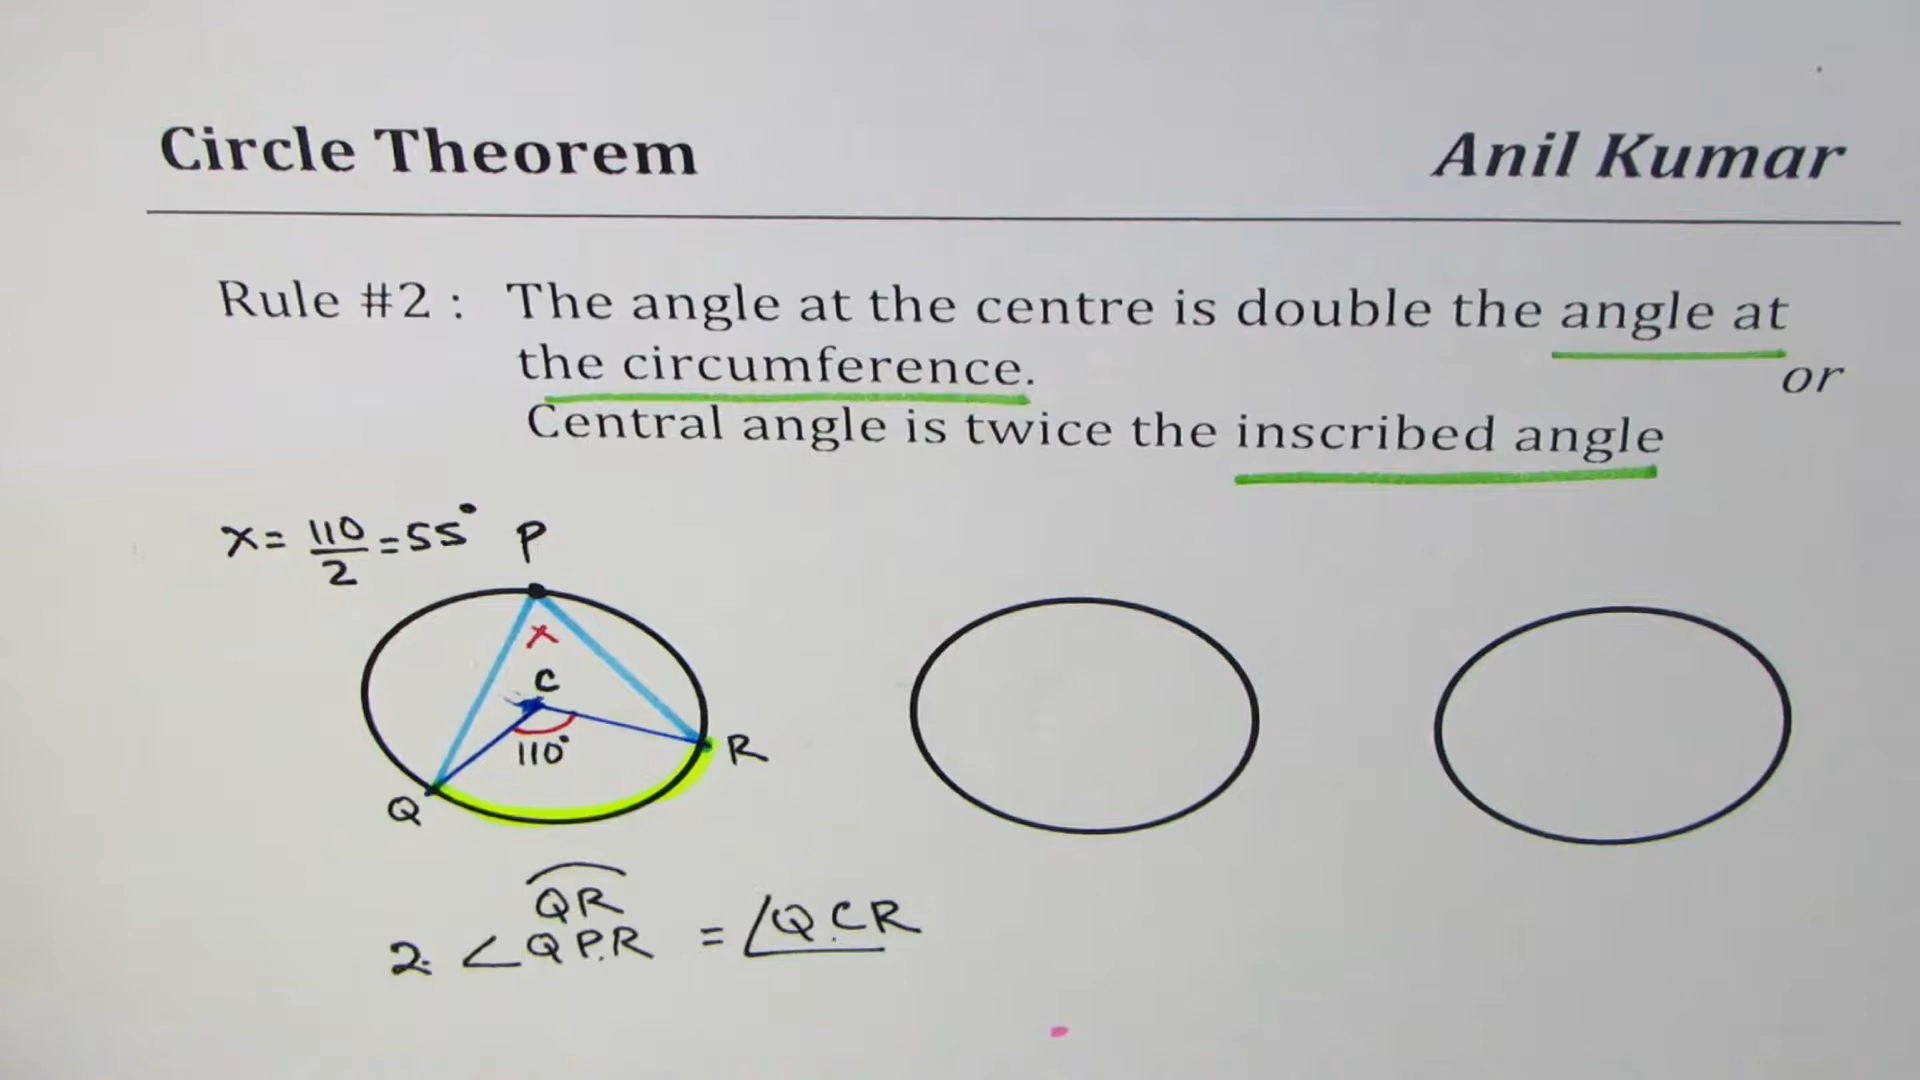 Circle Theorem
Anil Kumar
Rule #2 : The angle at the centre is double the angle at
the circumference.
or
Central angle is twice the inscribed angle
x = 110/2 = 55°
P
x
C
110°
R
Q
QR
2. ∠QPR = ∠QCR